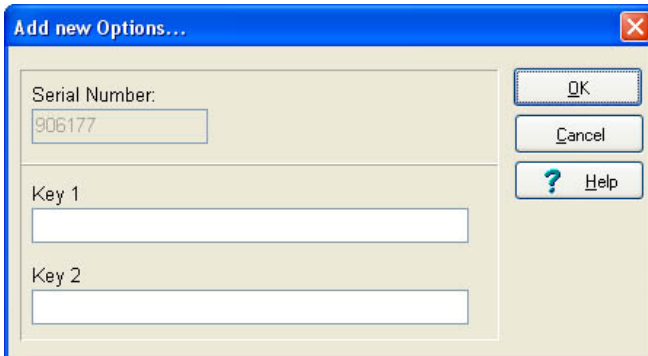 Add new Options...
Serial Number:
906177
Key 1
Key 2
OK
Cancel
? Help